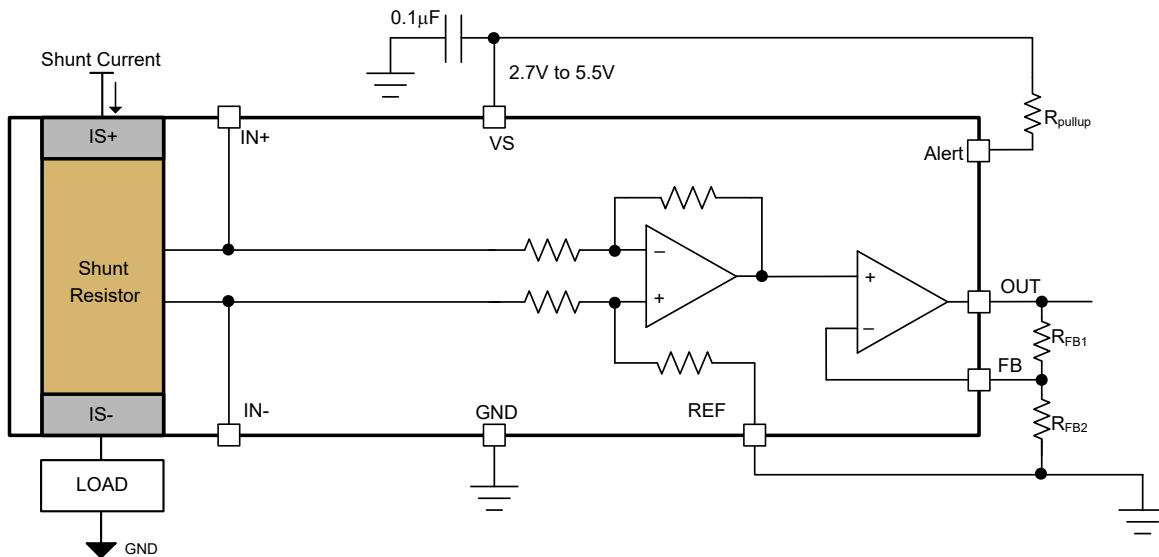 0.1μF
Shunt Current
2.7V to 5.5V
IS+
IN+
VS
Rpullup
Alert
Shunt
Resistor
−
+
+
−
OUT
RFB1
FB
IS-
IN-
GND
REF
RFB2
LOAD
GND